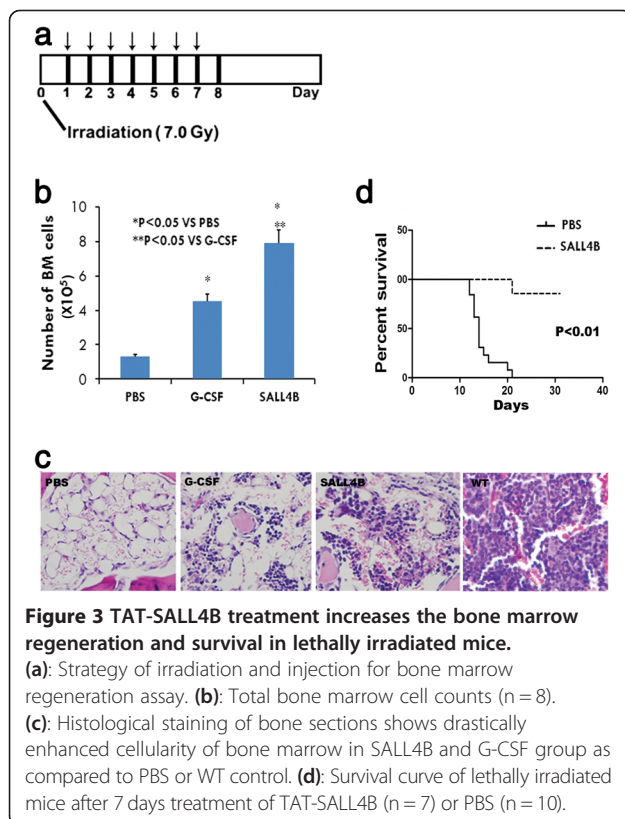 a
0 1 2 3 4 5 6 7 8 Day
Irradiation (7.0 Gy)
b
Number of BM cells
(X10⁵)
10
8
6
4
2
0
*P<0.05 VS PBS
**P<0.05 VS G-CSF
*
*
**
PBS G-CSF SALL4B
d
Percent survival
50
00
50
00
PBS
SALL4B
P<0.01
0 10 20 30 40
Days
c
PBS G-CSF SALL4B WT
Figure 3 TAT-SALL4B treatment increases the bone marrow
regeneration and survival in lethally irradiated mice.
(a): Strategy of irradiation and injection for bone marrow
regeneration assay. (b): Total bone marrow cell counts (n = 8).
(c): Histological staining of bone sections shows drastically
enhanced cellularity of bone marrow in SALL4B and G-CSF group as
compared to PBS or WT control. (d): Survival curve of lethally irradiated
mice after 7 days treatment of TAT-SALL4B (n = 7) or PBS (n = 10).